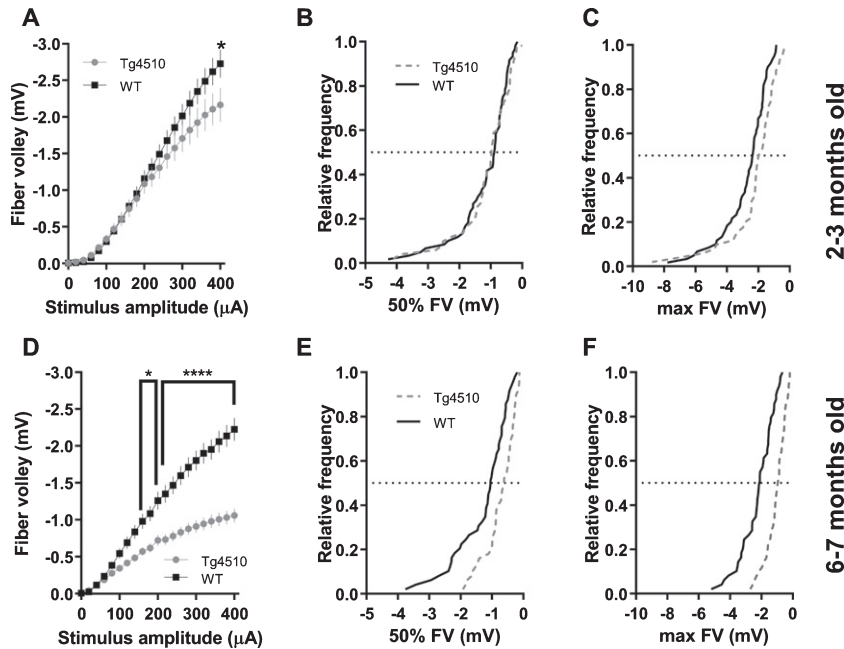 A
-3.0
-2.5
-2.0
-1.5
-1.0
-0.5
0.0
Fiber volley (mV)
Tg4510
WT
*
0 100 200 300 400
Stimulus amplitude (μA)
B
1.0
0.8
0.6
0.4
0.2
0.0
Relative frequency
Tg4510
WT
-5 -4 -3 -2 -1 0
50% FV (mV)
C
1.0
0.8
0.6
0.4
0.2
0.0
Relative frequency
-10 -8 -6 -4 -2 0
max FV (mV)
2-3 months old
D
-3.0
-2.5
-2.0
-1.5
-1.0
-0.5
0.0
Fiber volley (mV)
* ****
Tg4510
WT
0 100 200 300 400
Stimulus amplitude (μA)
E
1.0
0.8
0.6
0.4
0.2
0.0
Relative frequency
Tg4510
WT
-5 -4 -3 -2 -1 0
50% FV (mV)
F
1.0
0.8
0.6
0.4
0.2
0.0
Relative frequency
-10 -8 -6 -4 -2 0
max FV (mV)
6-7 months old